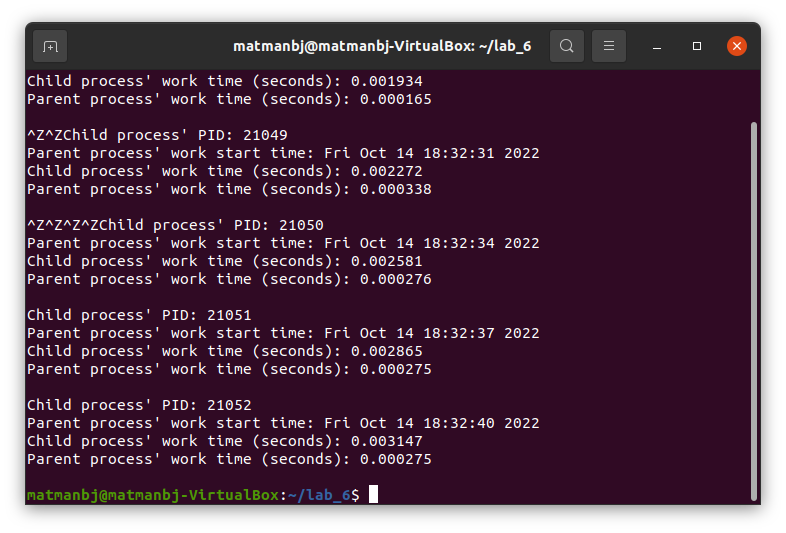 matmanbj@matmanbj-VirtualBox: ~/lab_6
Child process' work time (seconds): 0.001934
Parent process' work time (seconds): 0.000165
^Z^ZChild process' PID: 21049
Parent process' work start time: Fri Oct 14 18:32:31 2022
Child process' work time (seconds): 0.002272
Parent process' work time (seconds): 0.000338
^Z^Z^Z^ZChild process' PID: 21050
Parent process' work start time: Fri Oct 14 18:32:34 2022
Child process' work time (seconds): 0.002581
Parent process' work time (seconds): 0.000276
Child process' PID: 21051
Parent process' work start time: Fri Oct 14 18:32:37 2022
Child process' work time (seconds): 0.002865
Parent process' work time (seconds): 0.000275
Child process' PID: 21052
Parent process' work start time: Fri Oct 14 18:32:40 2022
Child process' work time (seconds): 0.003147
Parent process' work time (seconds): 0.000275
matmanbj@matmanbj-VirtualBox:~/lab_6$